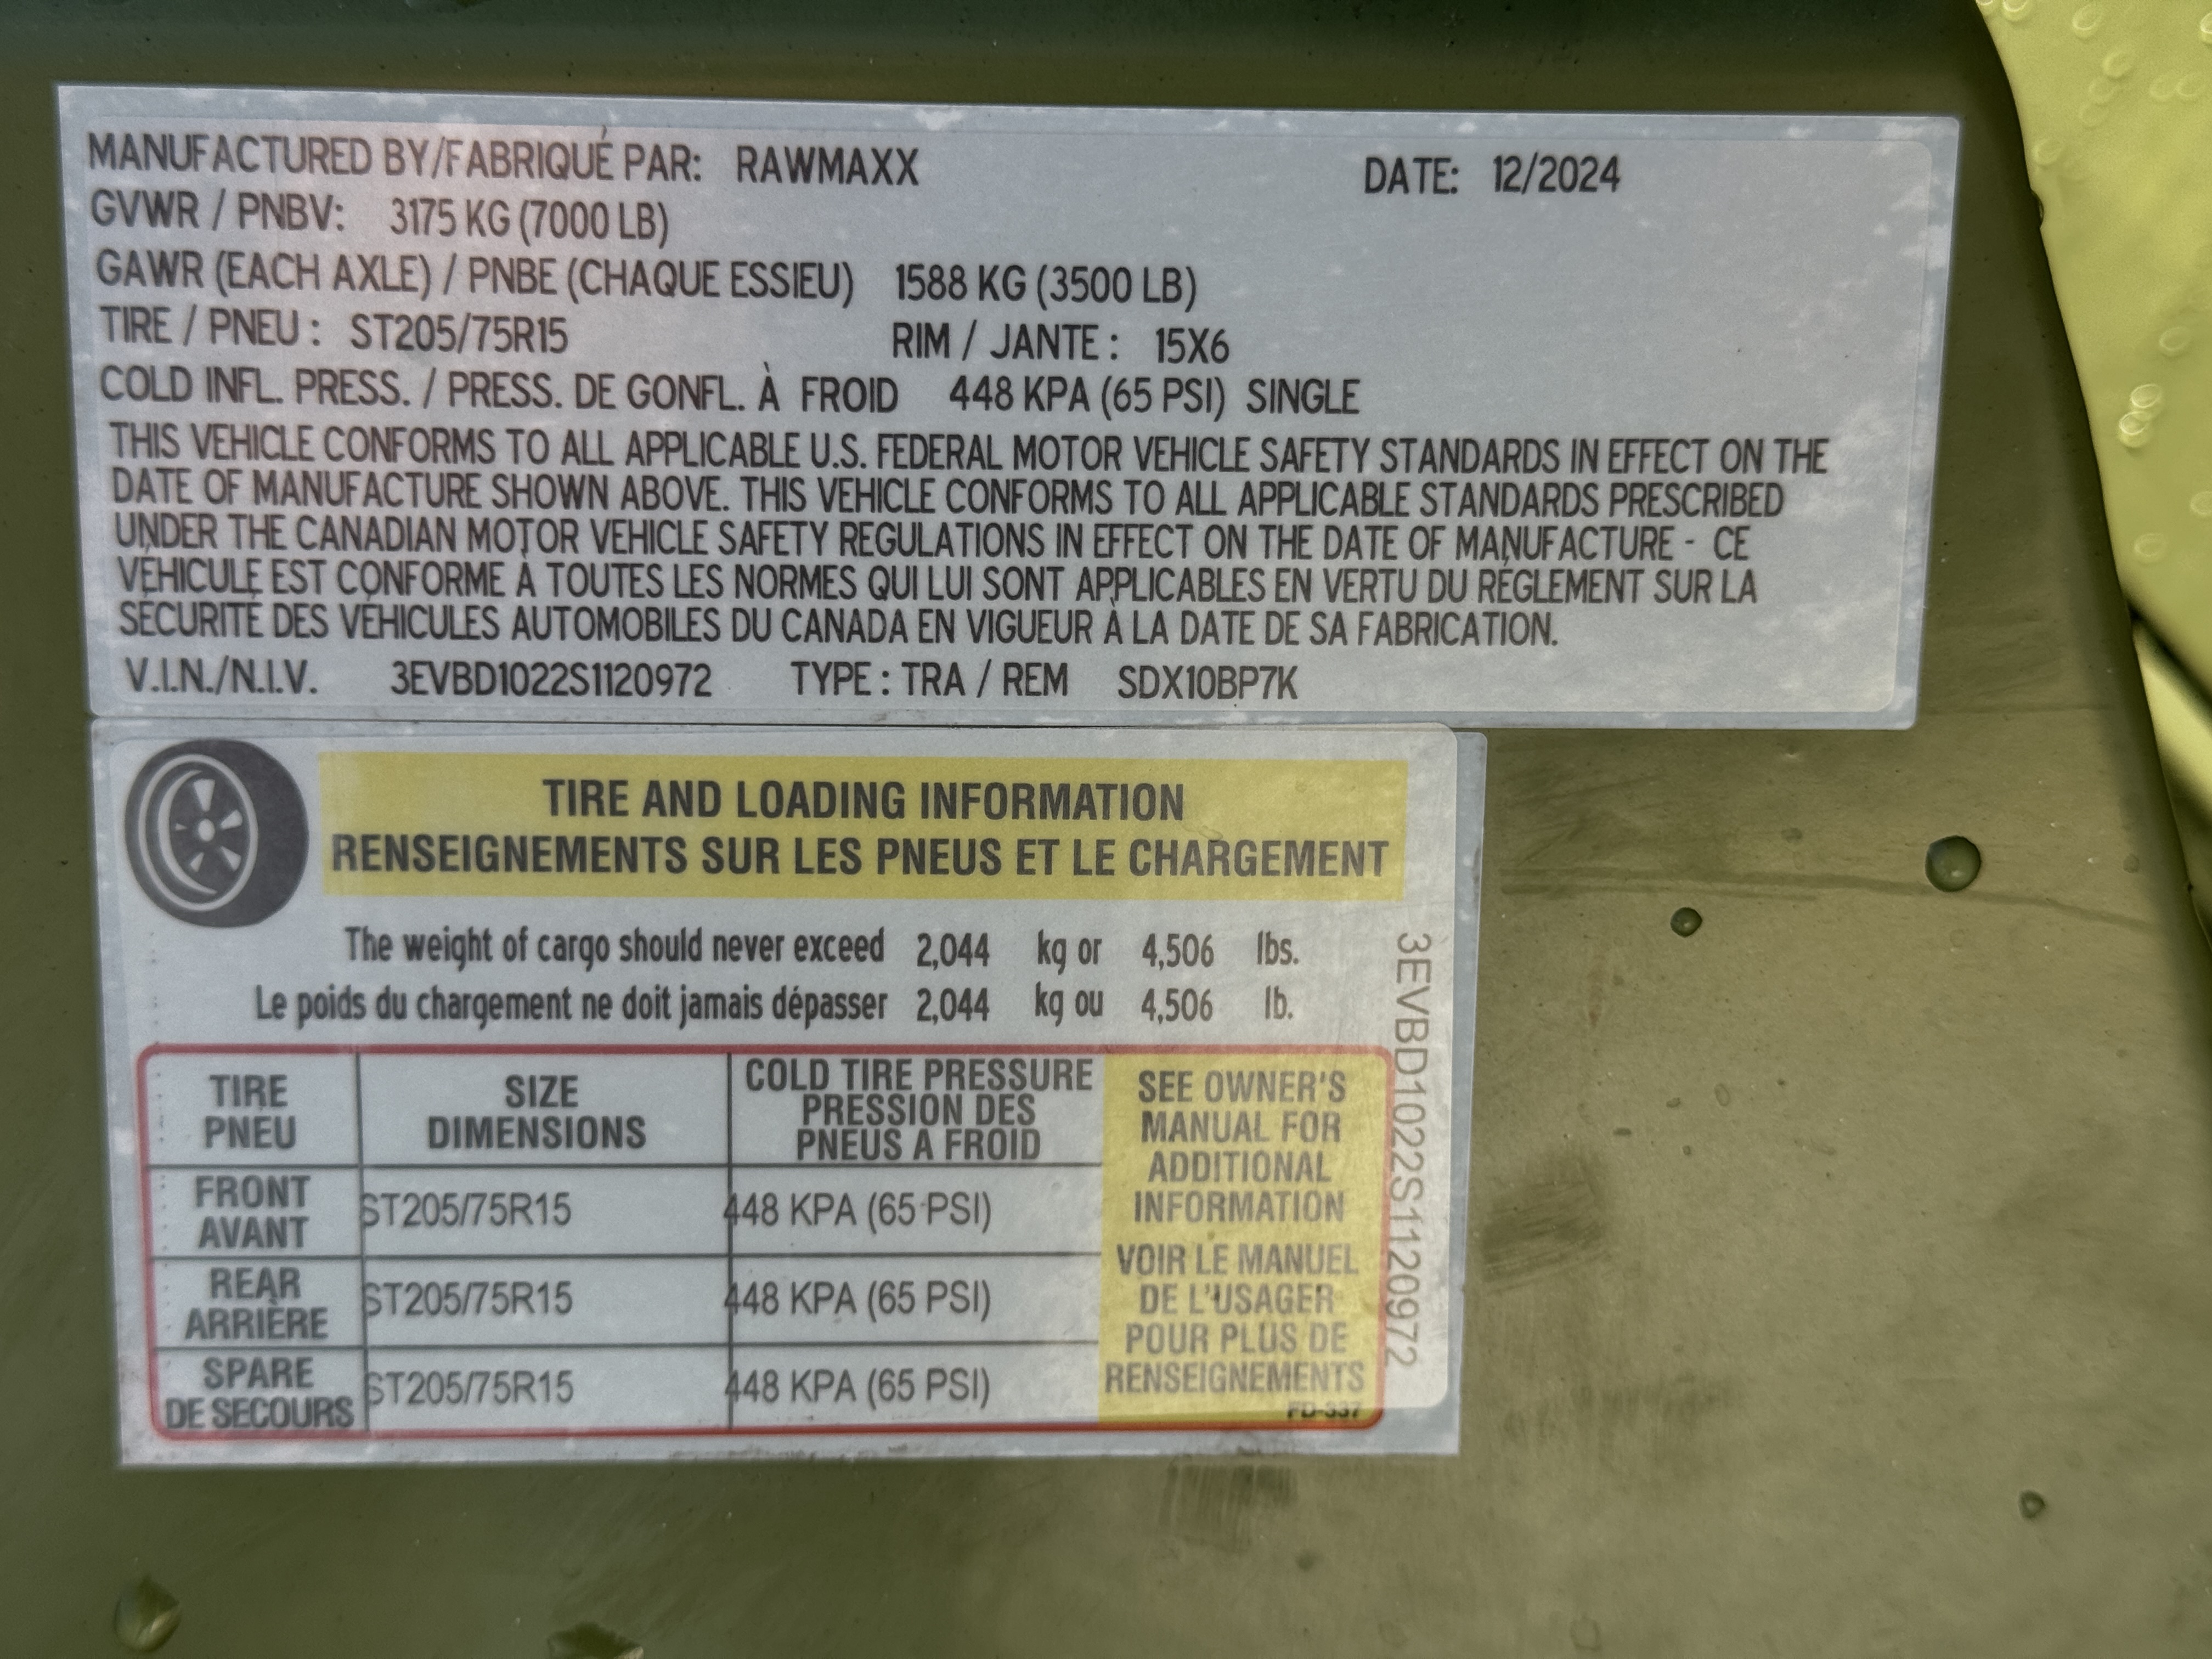 MANUFACTURED BY/FABRIQUÉ PAR: RAWMAXX DATE: 12/2024
GVWR / PNBV: 3175 KG (7000 LB)
GAWR (EACH AXLE) / PNBE (CHAQUE ESSIEU) 1588 KG (3500 LB)
TIRE / PNEU : ST205/75R15 RIM / JANTE : 15X6
COLD INFL. PRESS. / PRESS. DE GONFL. À FROID 448 KPA (65 PSI) SINGLE
THIS VEHICLE CONFORMS TO ALL APPLICABLE U.S. FEDERAL MOTOR VEHICLE SAFETY STANDARDS IN EFFECT ON THE
DATE OF MANUFACTURE SHOWN ABOVE. THIS VEHICLE CONFORMS TO ALL APPLICABLE STANDARDS PRESCRIBED
UNDER THE CANADIAN MOTOR VEHICLE SAFETY REGULATIONS IN EFFECT ON THE DATE OF MANUFACTURE - CE
VÉHICULE EST CONFORME À TOUTES LES NORMES QUI LUI SONT APPLICABLES EN VERTU DU RÈGLEMENT SUR LA
SÉCURITÉ DES VÉHICULES AUTOMOBILES DU CANADA EN VIGUEUR À LA DATE DE SA FABRICATION.
V.I.N./N.I.V. 3EVBD1022S1120972 TYPE : TRA / REM SDX10BP7K
TIRE AND LOADING INFORMATION
RENSEIGNEMENTS SUR LES PNEUS ET LE CHARGEMENT
The weight of cargo should never exceed 2,044 kg or 4,506 lbs.
Le poids du chargement ne doit jamais dépasser 2,044 kg ou 4,506 lb.
TIRE
PNEU
SIZE
DIMENSIONS
COLD TIRE PRESSURE
PRESSION DES
PNEUS A FROID
FRONT
AVANT
ST205/75R15
448 KPA (65 PSI)
REAR
ARRIÈRE
ST205/75R15
448 KPA (65 PSI)
SPARE
DE SECOURS
ST205/75R15
448 KPA (65 PSI)
SEE OWNER'S
MANUAL FOR
ADDITIONAL
INFORMATION
VOIR LE MANUEL
DE L'USAGER
POUR PLUS DE
RENSEIGNEMENTS
FD-337
3EVBD1022S1120972